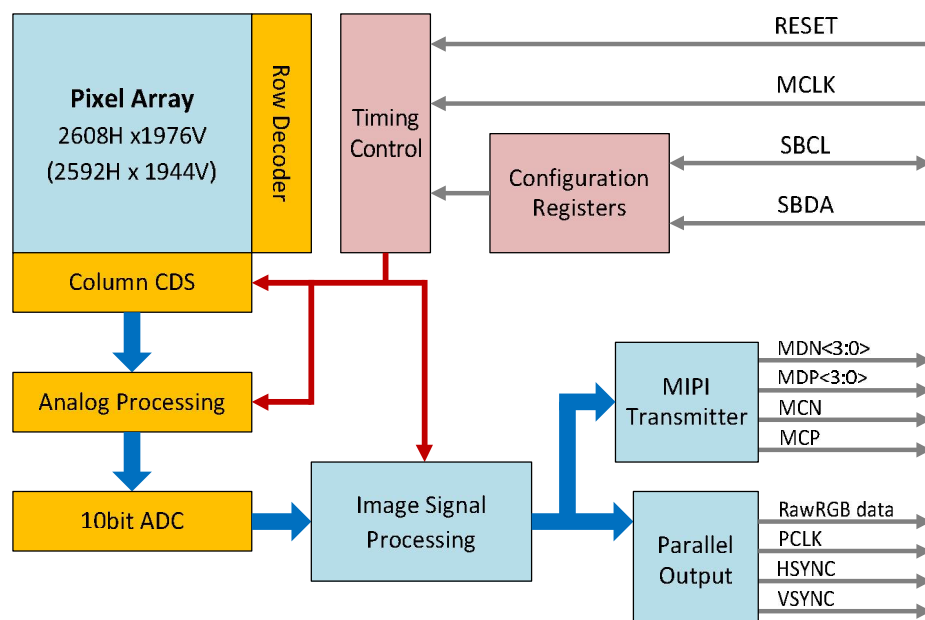 Pixel Array
2608H x1976V
(2592H x 1944V)
Row Decoder
Column CDS
Analog Processing
10bit ADC
Timing
Control
Configuration
Registers
RESET
MCLK
SBCL
SBDA
Image Signal
Processing
MIPI
Transmitter
MDN<3:0>
MDP<3:0>
MCN
MCP
Parallel
Output
RawRGB data
PCLK
HSYNC
VSYNC